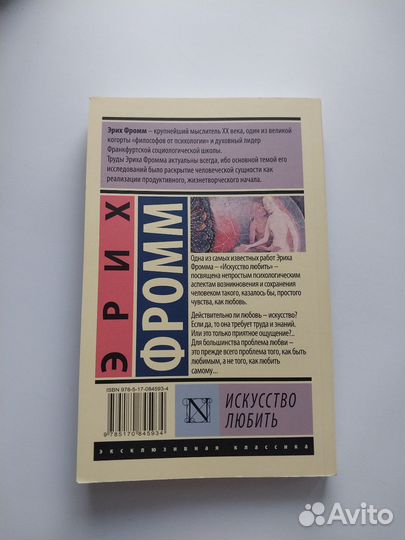 Эрих Фромм – крупнейший мыслитель XX века, один из великой
когорты «философов от психологии» и духовный лидер
Франкфуртской социологической школы.
Труды Эриха Фромма актуальны всегда, ибо основной темой его
исследований было раскрытие человеческой сущности как
реализации продуктивного, жизнетворческого начала.
ЭРИХ
ФРОММ
Одна из самых известных работ Эриха
Фромма – «Искусство любить» –
посвящена непростым психологическим
аспектам возникновения и сохранения
человеком такого, казалось бы, простого
чувства, как любовь.
Действительно ли любовь – искусство?
Если да, то она требует труда и знаний.
Или это только приятное ощущение?..
Для большинства проблема любви –
это прежде всего проблема того, как быть
любимым, а не того, как любить
самому...
ISBN 978-5-17-084593-4
9 785170 845934
N
ИСКУССТВО
ЛЮБИТЬ
эксклюзивная классика
Avito